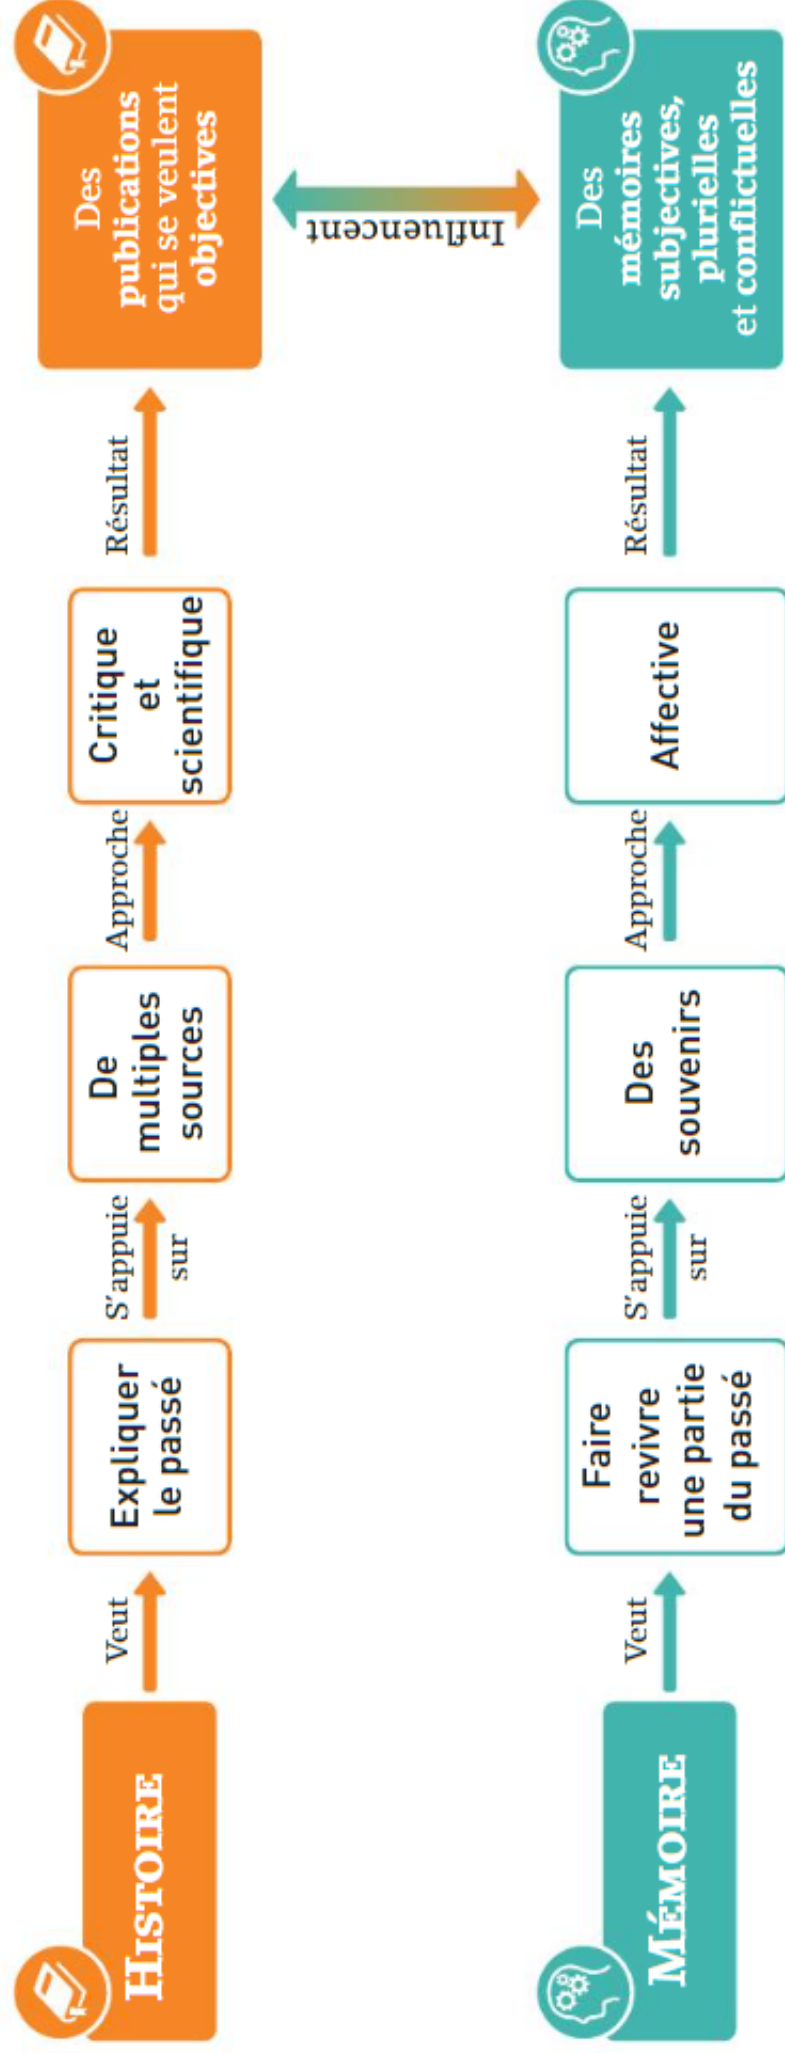 HISTOIRE
Veut
Expliquer
le passé
S'appuie
sur
De
multiples
sources
Approche
Critique
et
scientifique
Résultat
Des
publications
qui se veulent
objectives
Influencent
MÉMOIRE
Veut
Faire
revivre
une partie
du passé
S'appuie
sur
Des
souvenirs
Approche
Affective
Résultat
Des
mémoires
subjectives,
plurielles
et conflictuelles